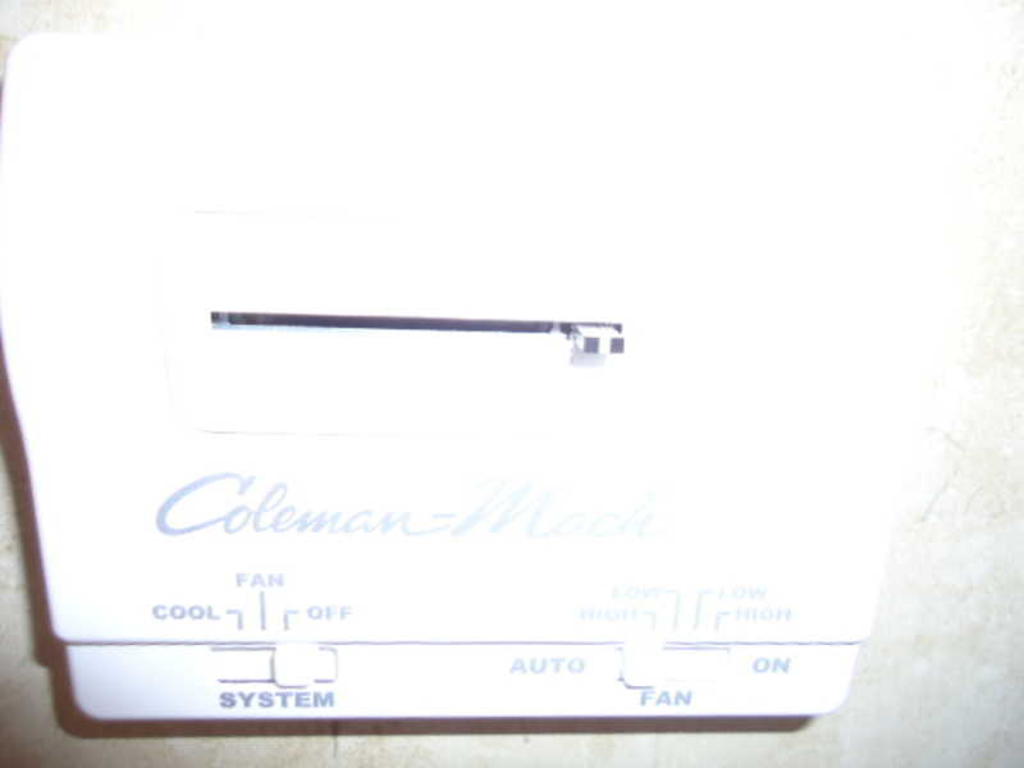 Coleman-Mach
FAN LOW LOW
COOL OFF HIGH HIGH
AUTO ON
SYSTEM FAN